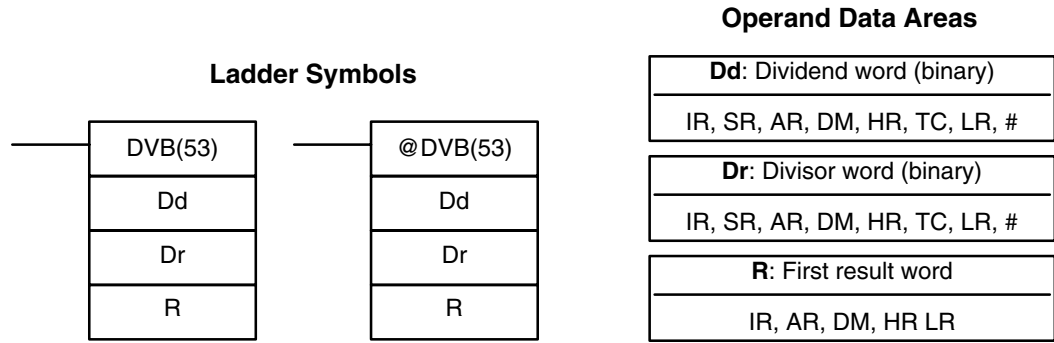 Ladder Symbols
DVB(53)
Dd
Dr
R
@DVB(53)
Dd
Dr
R
Operand Data Areas
Dd: Dividend word (binary)
IR, SR, AR, DM, HR, TC, LR, #
Dr: Divisor word (binary)
IR, SR, AR, DM, HR, TC, LR, #
R: First result word
IR, AR, DM, HR LR